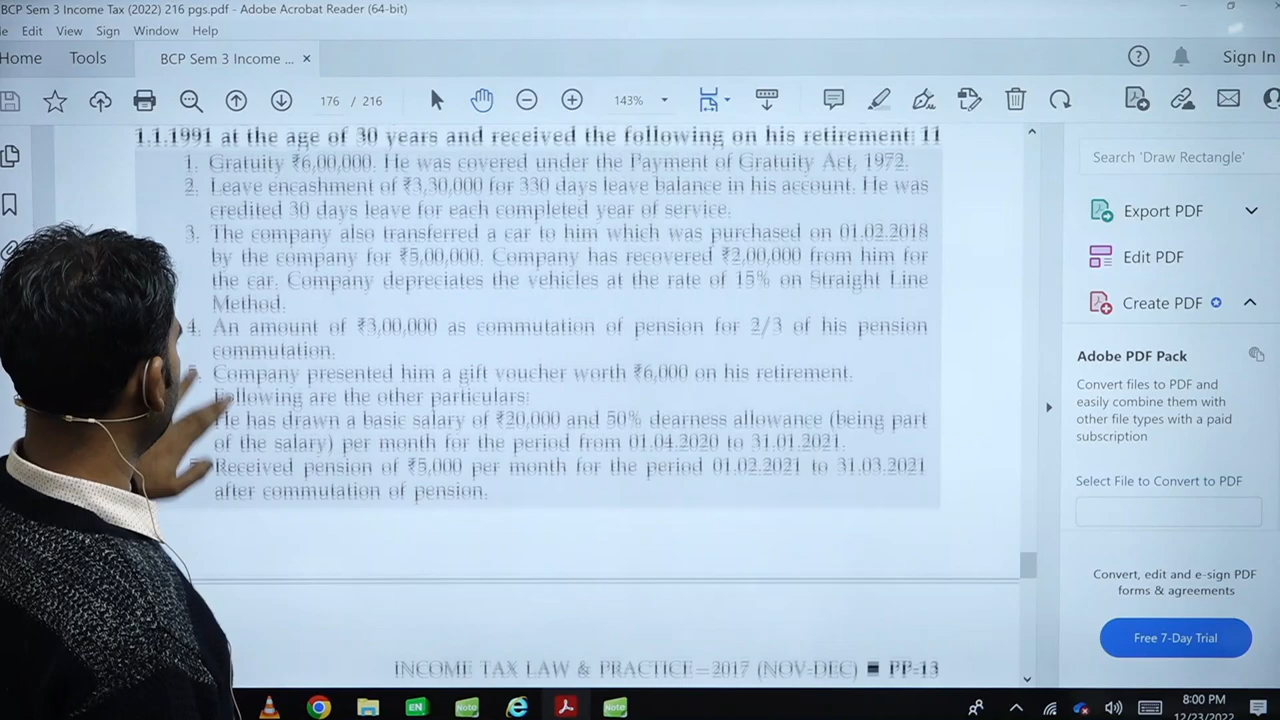 BCP Sem 3 Income Tax (2022) 216 pgs.pdf - Adobe Acrobat Reader (64-bit)
Edit View Sign Window Help
Home Tools BCP Sem 3 Income ... × Sign In
176 / 216 143%
1.1.1991 at the age of 30 years and received the following on his retirement: 11
1. Gratuity ₹6,00,000. He was covered under the Payment of Gratuity Act, 1972.
2. Leave encashment of ₹3,30,000 for 330 days leave balance in his account. He was
credited 30 days leave for each completed year of service.
3. The company also transferred a car to him which was purchased on 01.02.2018
by the company for ₹5,00,000. Company has recovered ₹2,00,000 from him for
the car. Company depreciates the vehicles at the rate of 15% on Straight Line
Method.
4. An amount of ₹3,00,000 as commutation of pension for 2/3 of his pension
commutation.
Company presented him a gift voucher worth ₹6,000 on his retirement.
Following are the other particulars:
He has drawn a basic salary of ₹20,000 and 50% dearness allowance (being part
of the salary) per month for the period from 01.04.2020 to 31.01.2021.
Received pension of ₹5,000 per month for the period 01.02.2021 to 31.03.2021
after commutation of pension.
INCOME TAX LAW & PRACTICE—2017 (NOV-DEC) ■ PP-13
Search 'Draw Rectangle'
Export PDF
Edit PDF
Create PDF
Adobe PDF Pack
Convert files to PDF and
easily combine them with
other file types with a paid
subscription
Select File to Convert to PDF
Convert, edit and e-sign PDF
forms & agreements
Free 7-Day Trial
EN Note Note
8:00 PM
12/23/2022